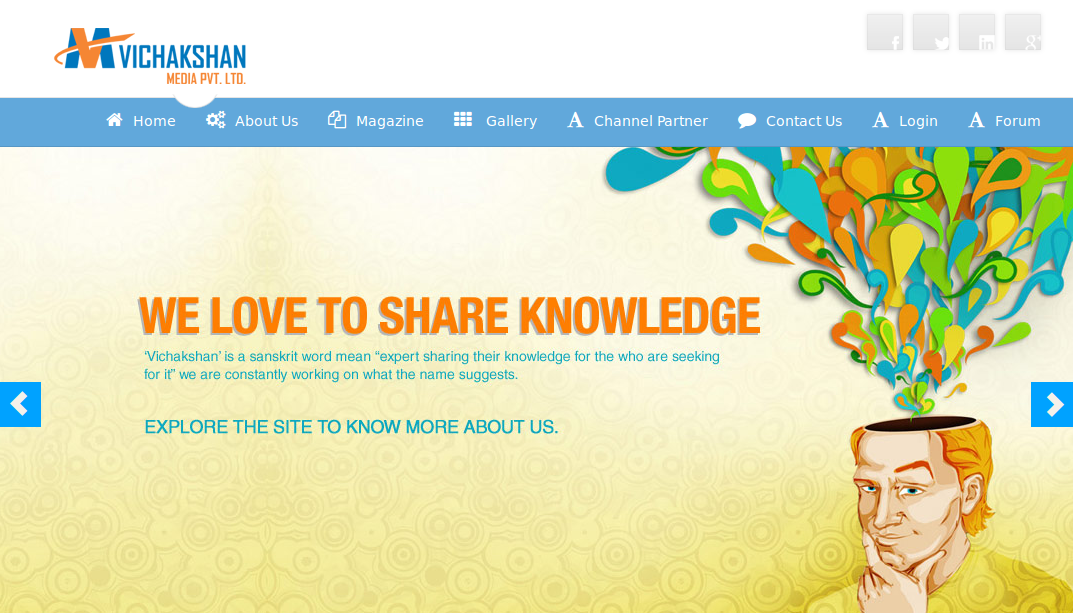 VICHAKSHAN
MEDIA PVT. LTD.
Home About Us Magazine Gallery Channel Partner Contact Us Login Forum
WE LOVE TO SHARE KNOWLEDGE
‘Vichakshan’ is a sanskrit word mean “expert sharing their knowledge for the who are seeking
for it” we are constantly working on what the name suggests.
EXPLORE THE SITE TO KNOW MORE ABOUT US.